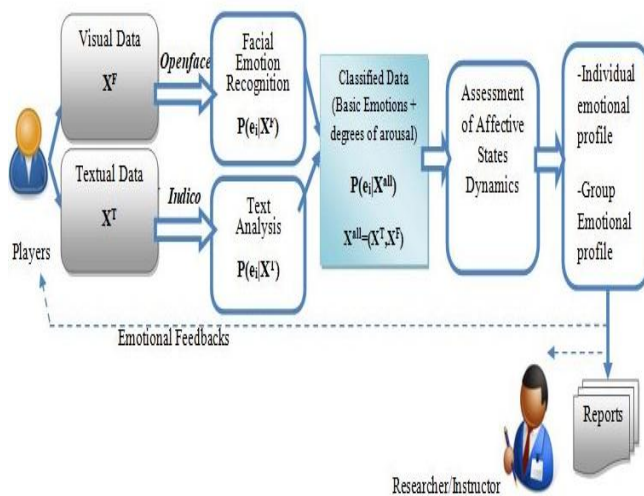 Visual Data
X^F
Openface
Facial
Emotion
Recognition
P(e_i|X^F)
Textual Data
X^T
Indico
Text
Analysis
P(e_i|X^T)
Classified Data
(Basic Emotions +
degrees of arousal)
P(e_i|X^all)
X^all=(X^T,X^F)
Assessment
of Affective
States
Dynamics
-Individual
emotional
profile
-Group
Emotional
profile
Players
Emotional Feedbacks
Reports
Researcher/Instructor